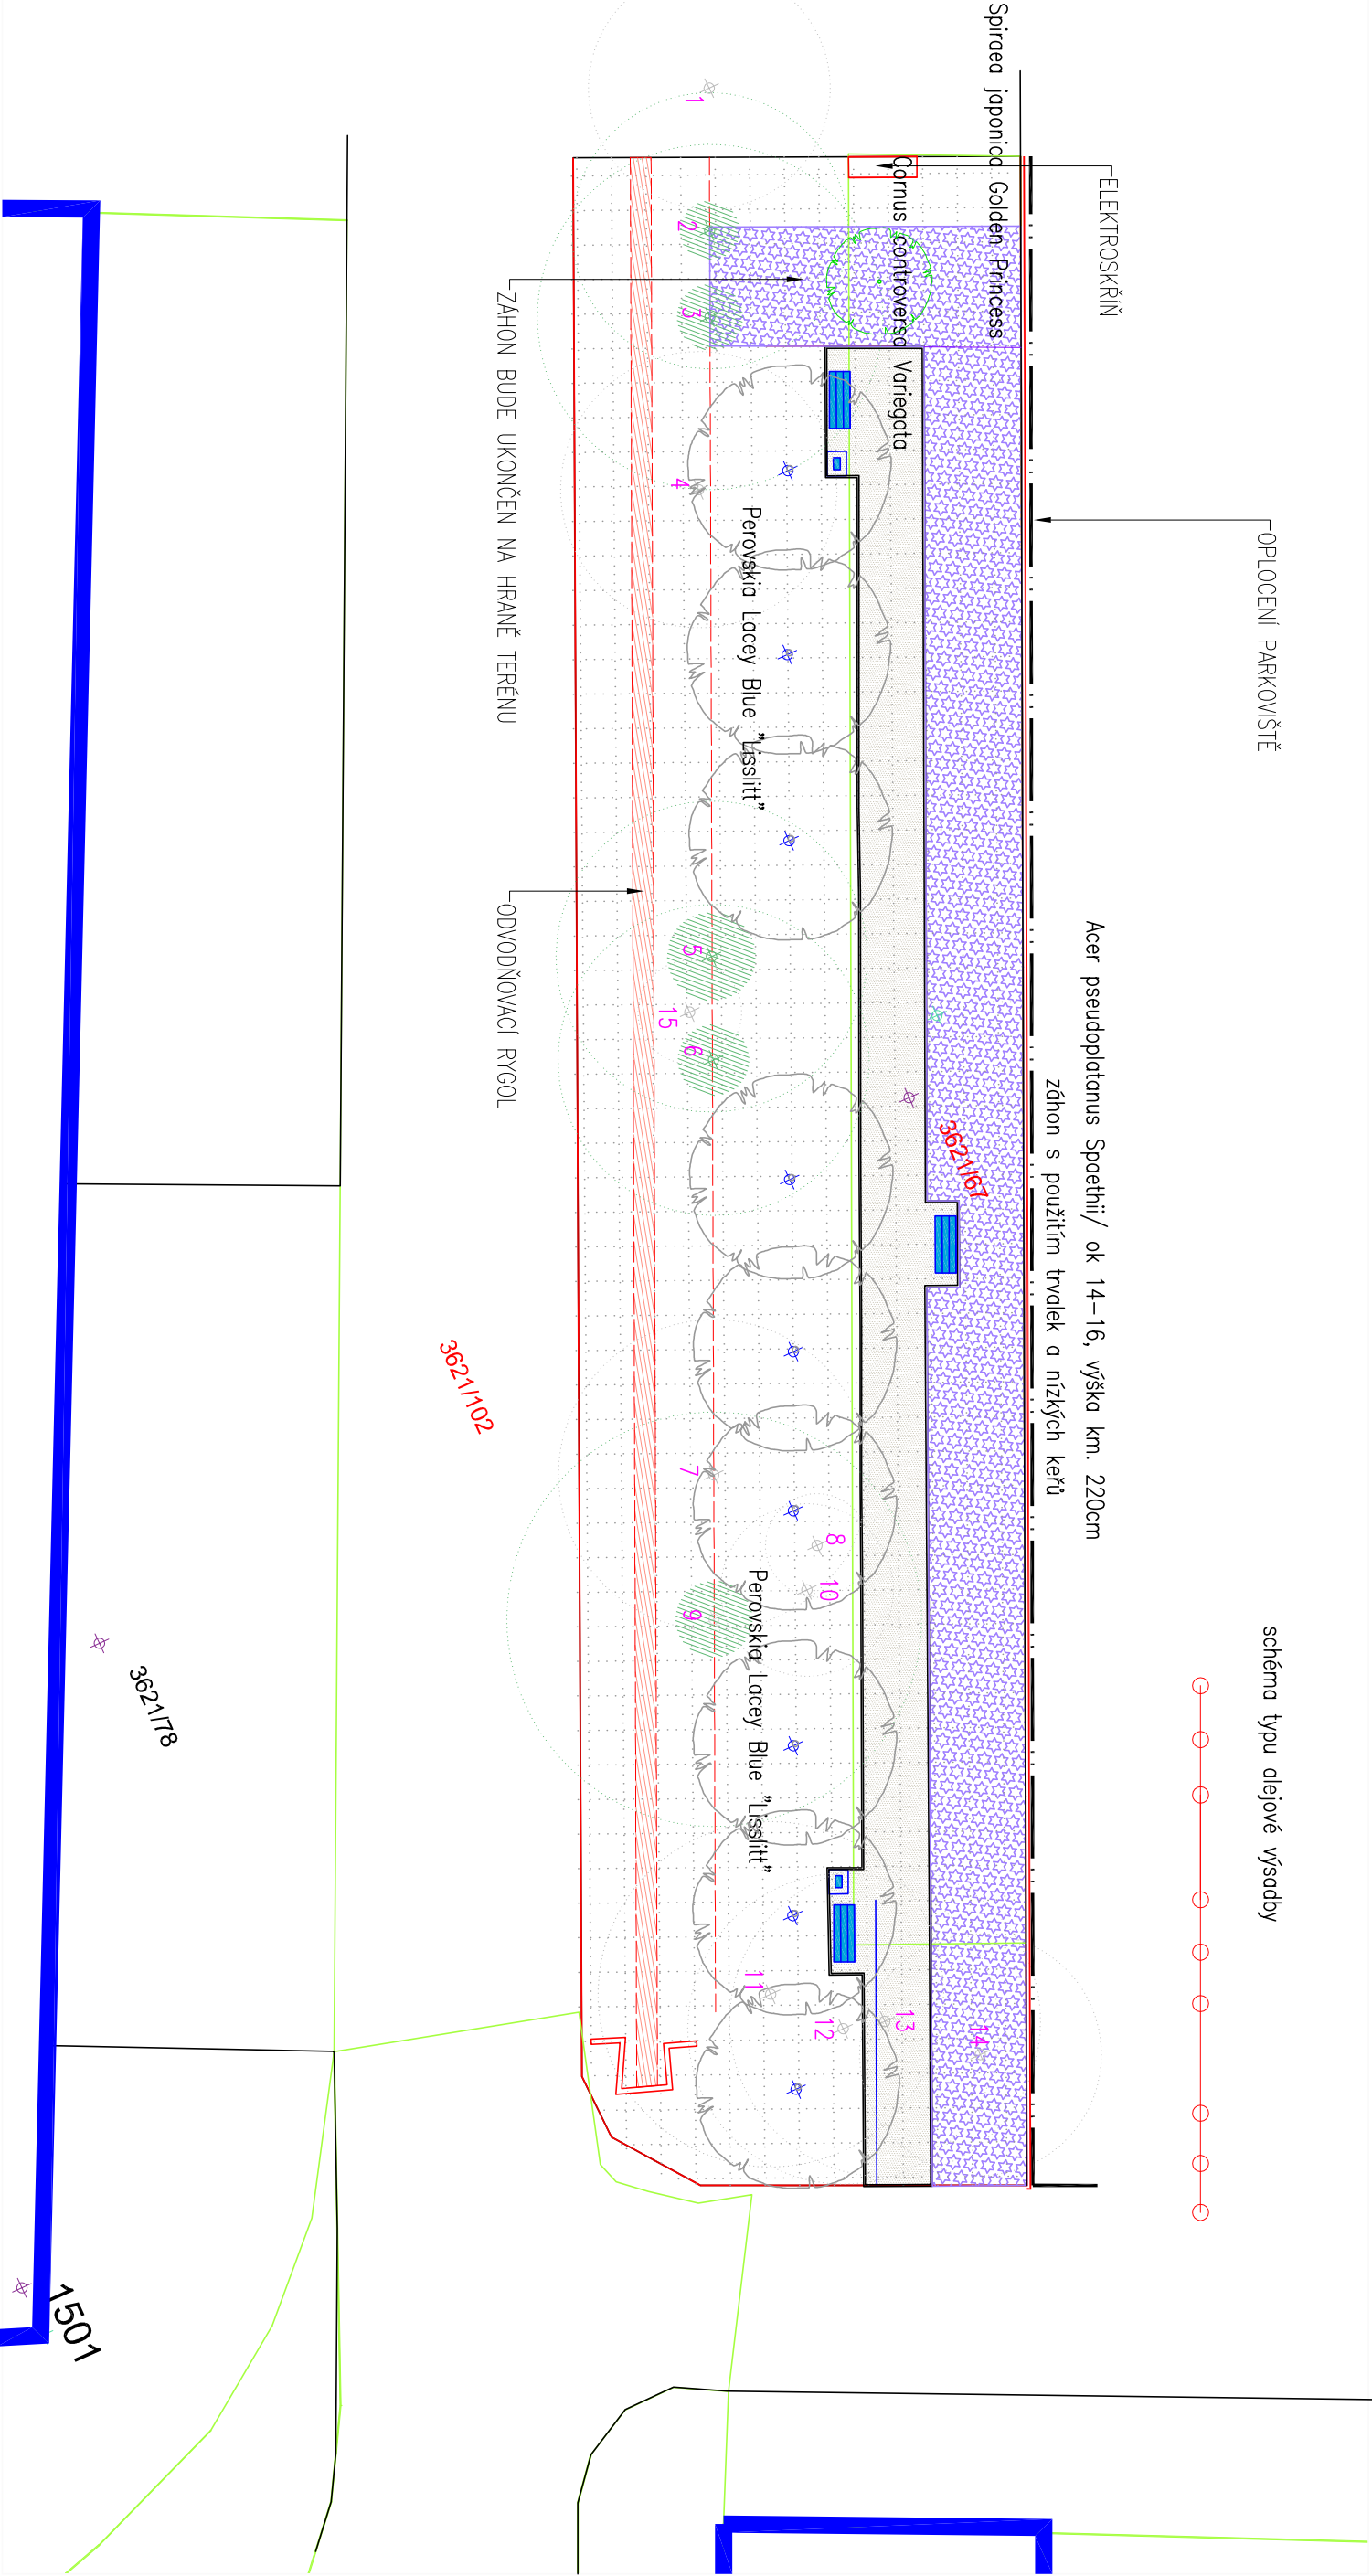 schéma typu alejové výsadby
OPLOCENÍ PARKOVIŠTĚ
ELEKTROSKŘIŇ
Acer pseudoplatanus Spaethii/ ok 14-16, výška km. 220cm
záhon s použitím trvalek a nízkých keřů
Spiraea japonica Golden Princess
3621/67
14
Cornus controversa Variegata
13
8
10
12
Perovskia Lacey Blue "Lisslitt"
Perovskia Lacey Blue "Lisslitt"
11
1
2
3
4
5
15
6
7
9
ZÁHON BUDE UKONČEN NA HRANĚ TERÉNU
ODVODŇOVACÍ RYGOL
3621/102
3621/78
1501